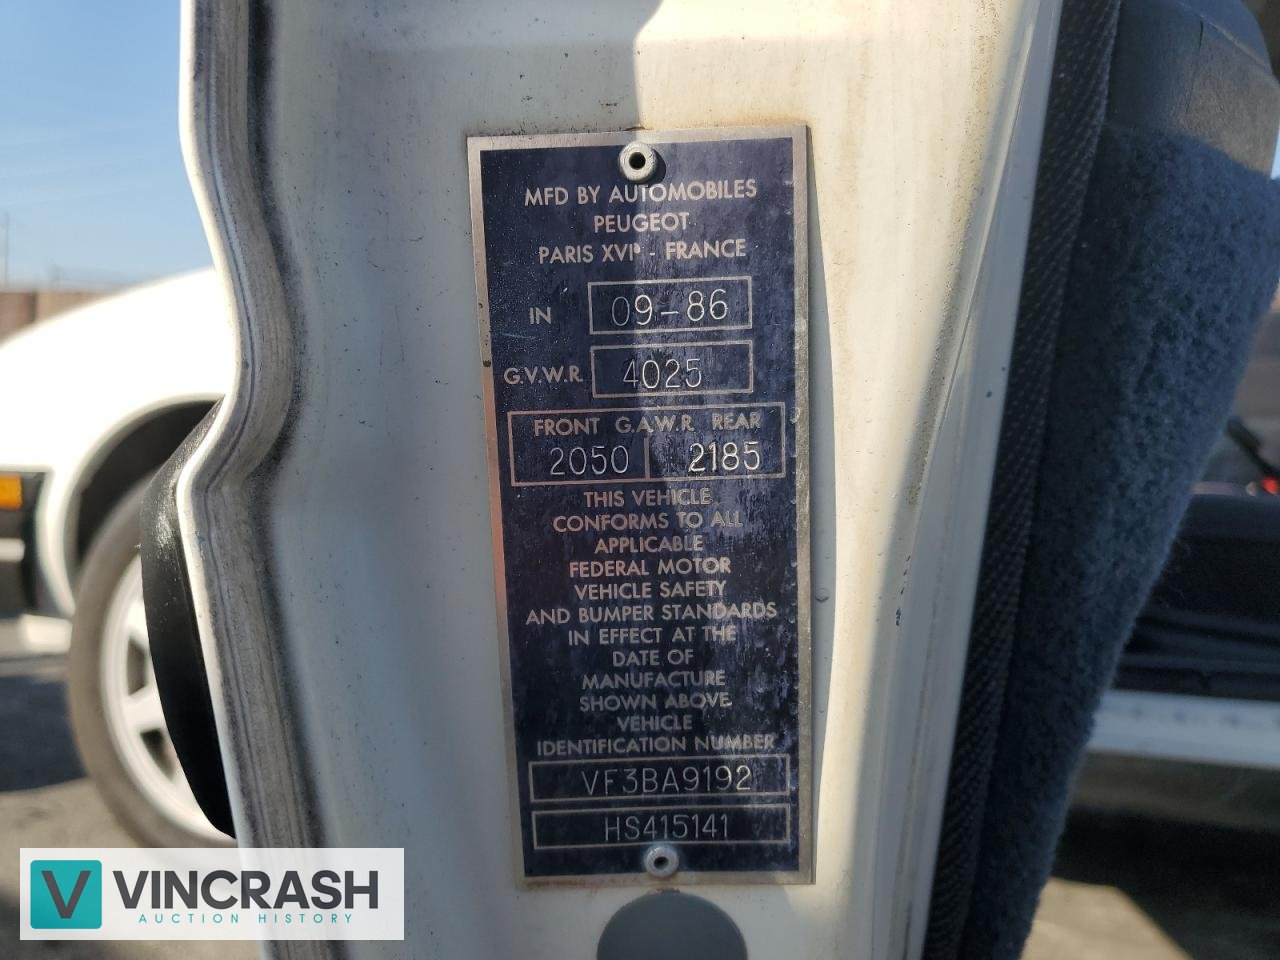 MFD BY AUTOMOBILES
PEUGEOT
PARIS XVIᵉ - FRANCE
IN 09-86
G.V.W.R. 4025
FRONT G.A.W.R. REAR
2050 2185
THIS VEHICLE
CONFORMS TO ALL
APPLICABLE
FEDERAL MOTOR
VEHICLE SAFETY
AND BUMPER STANDARDS
IN EFFECT AT THE
DATE OF
MANUFACTURE
SHOWN ABOVE
VEHICLE
IDENTIFICATION NUMBER
VF3BA9192
HS415141
V VINCRASH
AUCTION HISTORY